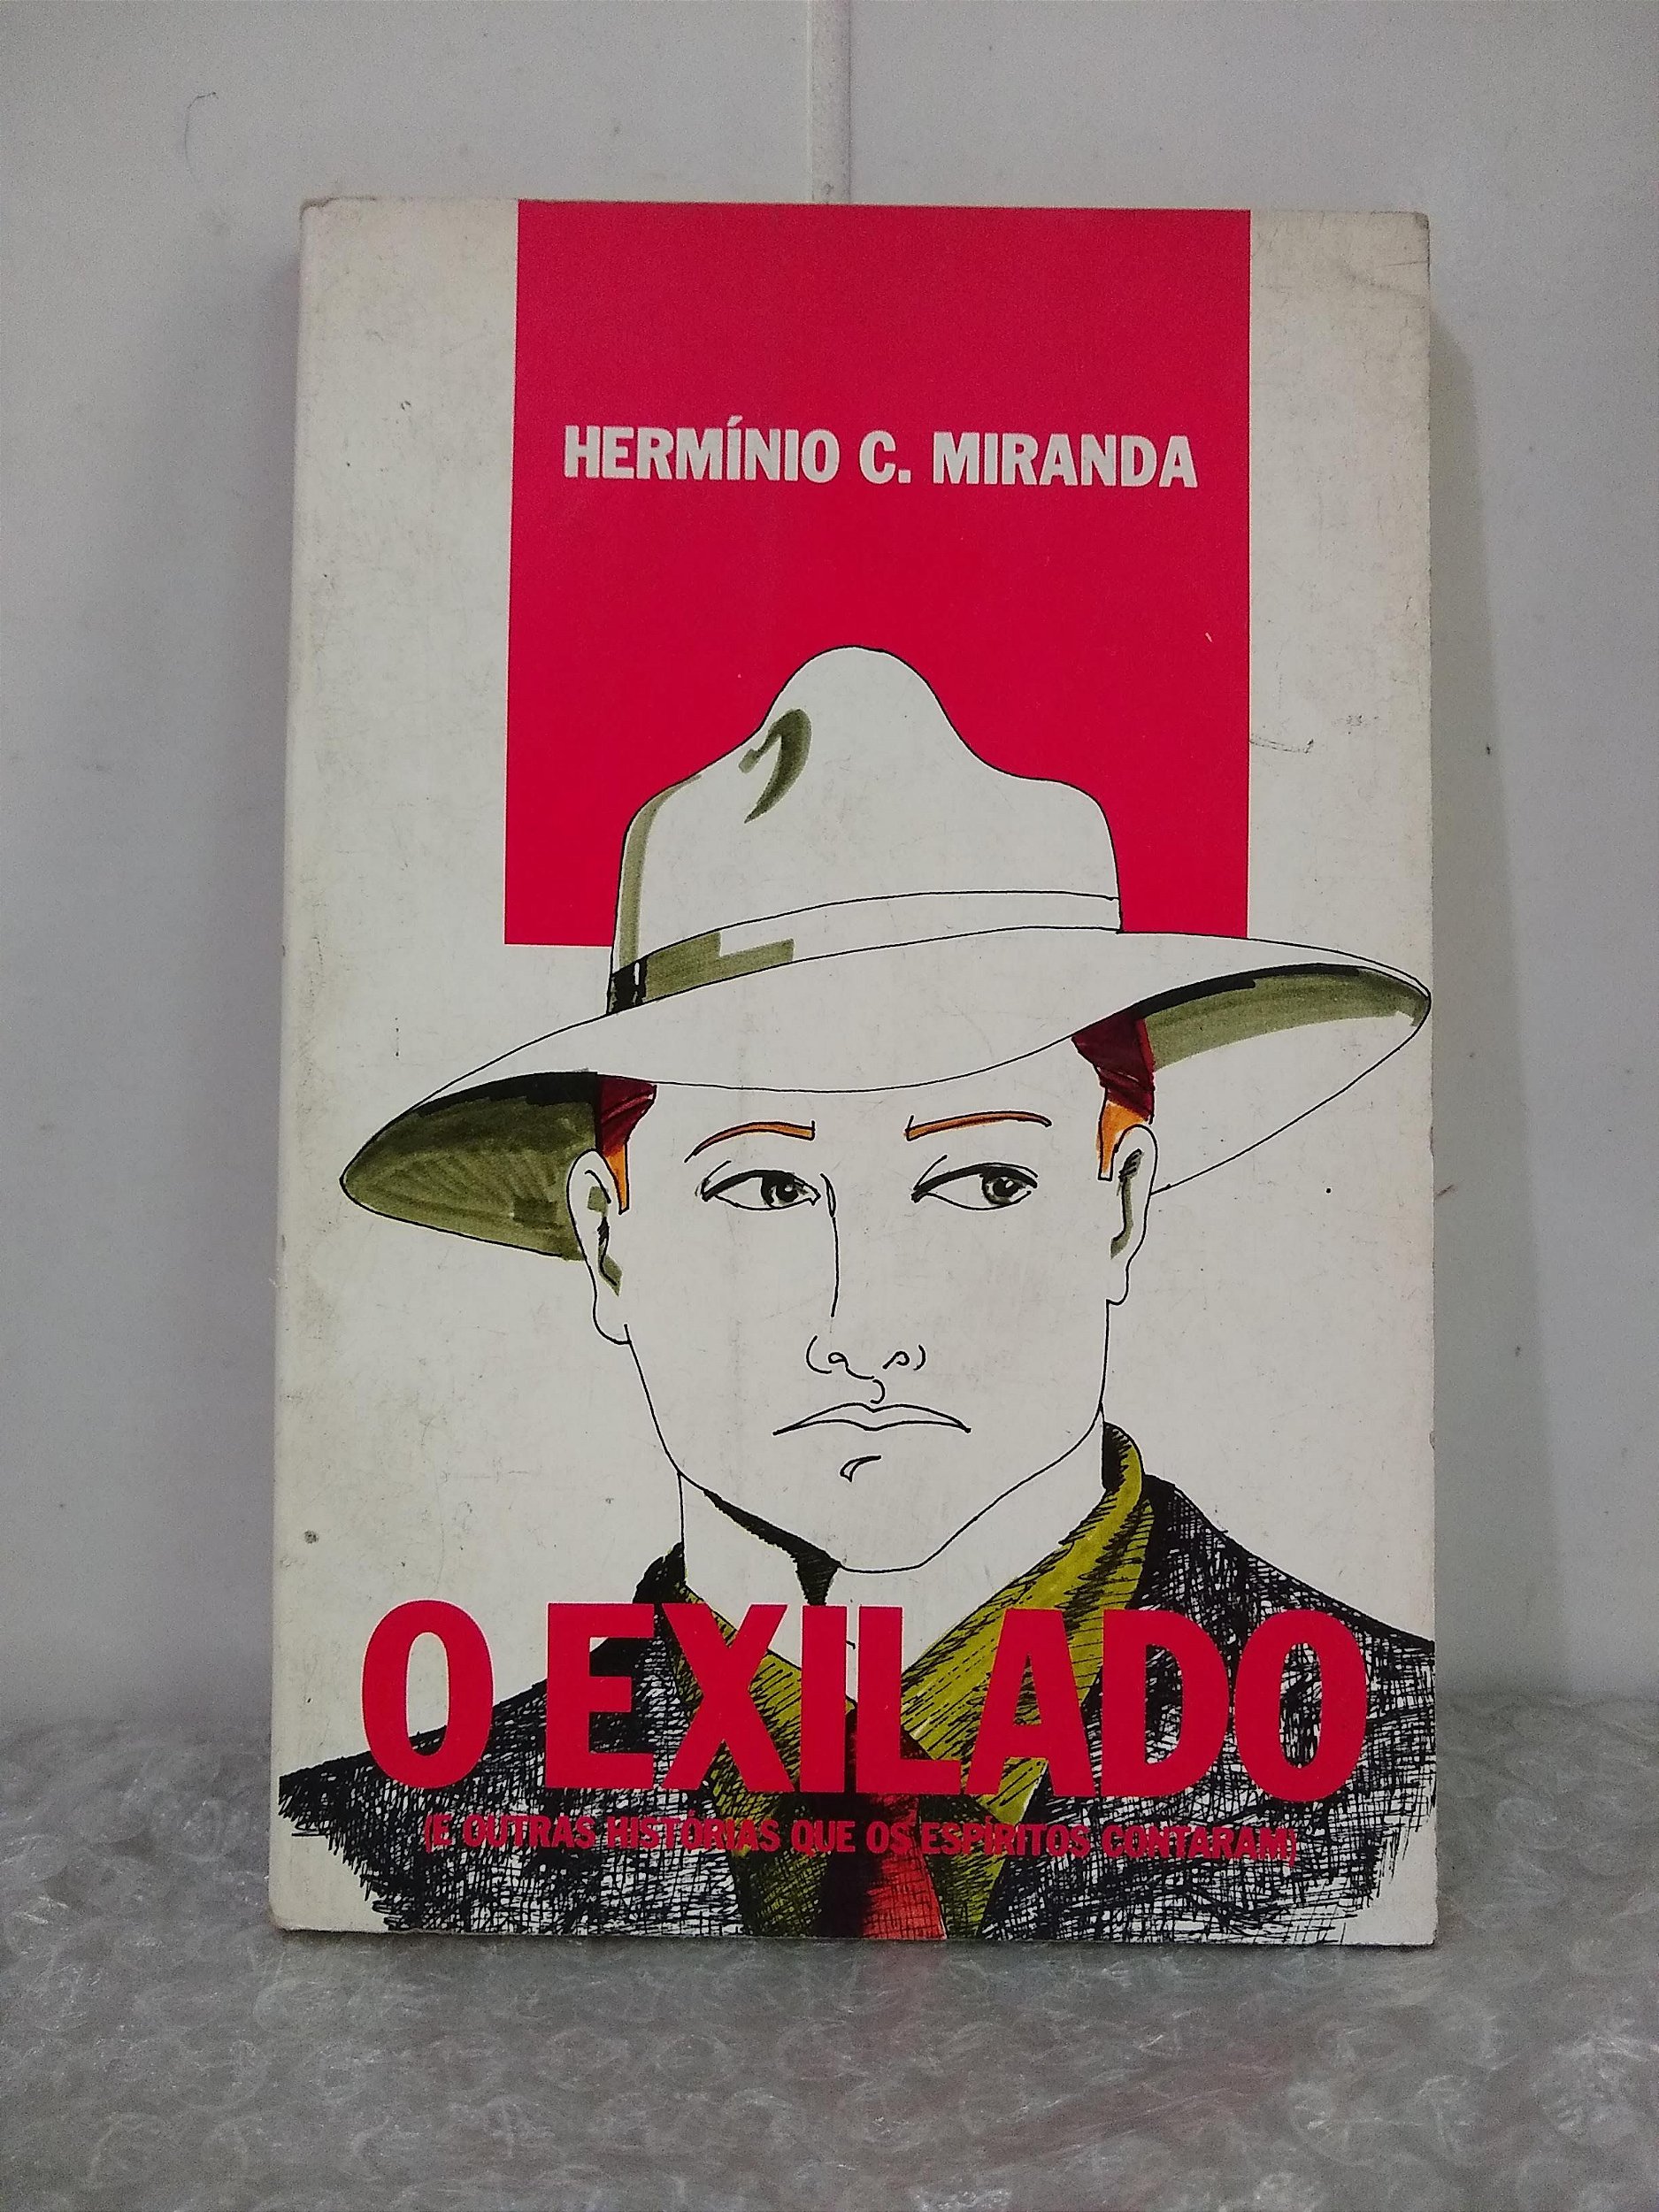 HERMÍNIO C. MIRANDA
O EXILADO
(E OUTRAS HISTÓRIAS QUE OS ESPÍRITOS CONTARAM)